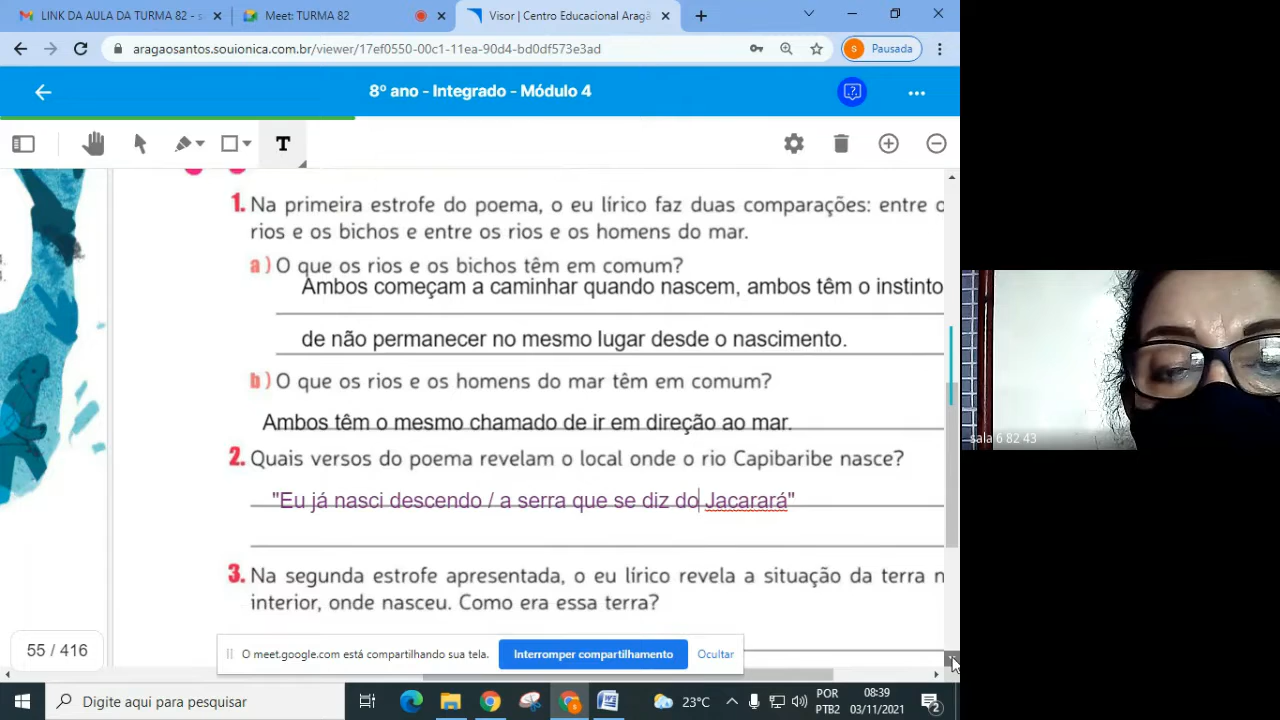 LINK DA AULA DA TURMA 82 - s
Meet: TURMA 82
Visor | Centro Educacional Aragã
aragaosantos.souionica.com.br/viewer/17ef0550-00c1-11ea-90d4-bd0df573e3ad
S Pausada
8º ano - Integrado - Módulo 4
T
1. Na primeira estrofe do poema, o eu lírico faz duas comparações: entre o
rios e os bichos e entre os rios e os homens do mar.
a) O que os rios e os bichos têm em comum?
Ambos começam a caminhar quando nascem, ambos têm o instinto
de não permanecer no mesmo lugar desde o nascimento.
b) O que os rios e os homens do mar têm em comum?
Ambos têm o mesmo chamado de ir em direção ao mar.
sala 6 82 43
2. Quais versos do poema revelam o local onde o rio Capibaribe nasce?
"Eu já nasci descendo / a serra que se diz do Jacarará"
3. Na segunda estrofe apresentada, o eu lírico revela a situação da terra n
interior, onde nasceu. Como era essa terra?
55 / 416
O meet.google.com está compartilhando sua tela.
Interromper compartilhamento
Ocultar
Digite aqui para pesquisar
23°C
POR
PTB2
08:39
03/11/2021
2